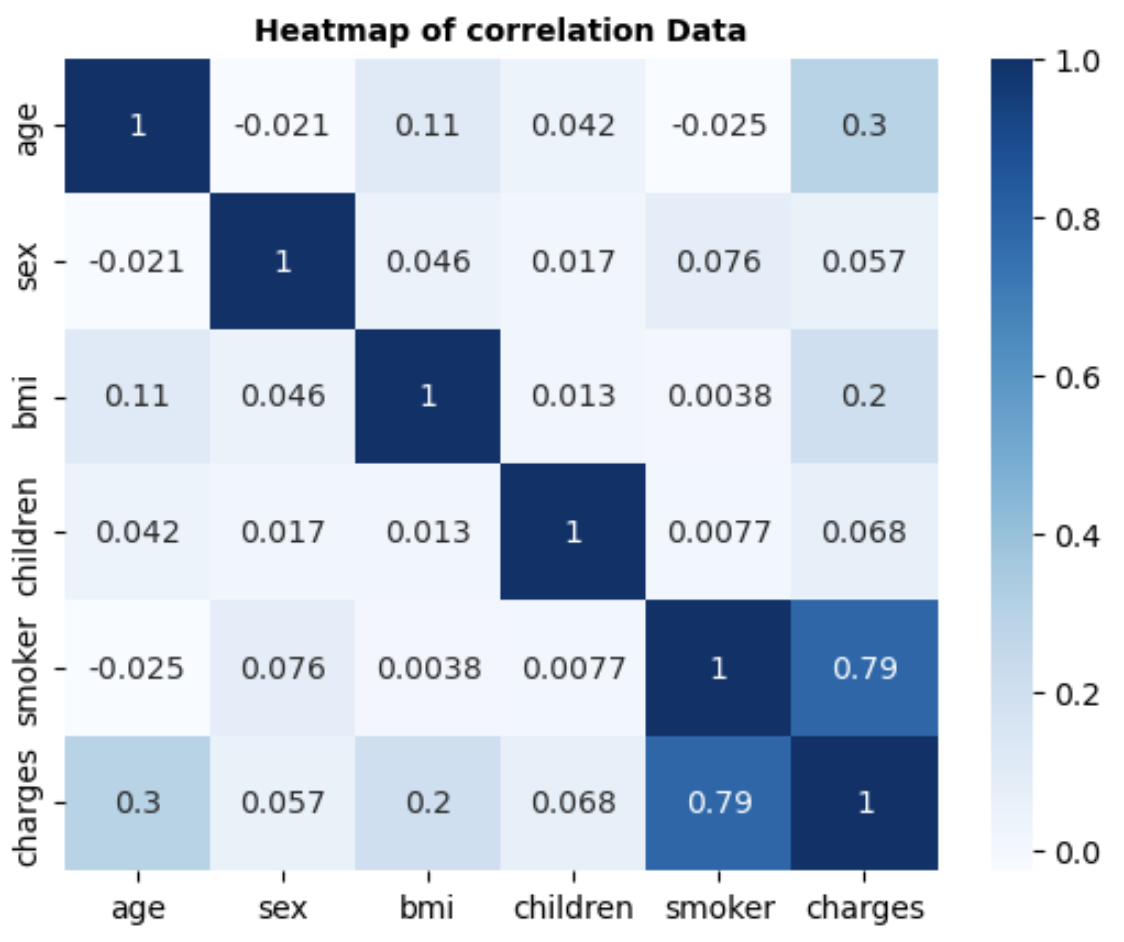 Heatmap of correlation Data
age 1 -0.021 0.11 0.042 -0.025 0.3
sex -0.021 1 0.046 0.017 0.076 0.057
bmi 0.11 0.046 1 0.013 0.0038 0.2
children 0.042 0.017 0.013 1 0.0077 0.068
smoker -0.025 0.076 0.0038 0.0077 1 0.79
charges 0.3 0.057 0.2 0.068 0.79 1
age sex bmi children smoker charges
1.0
0.8
0.6
0.4
0.2
0.0